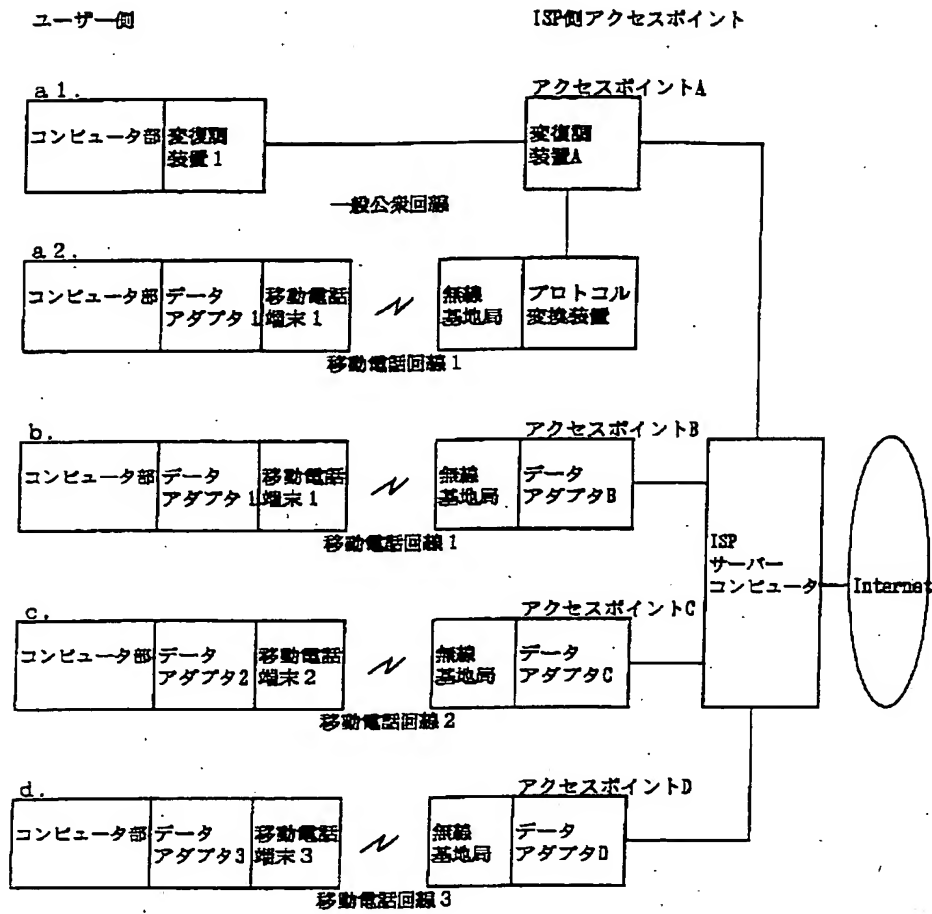 ユーザー側
ISP側アクセスポイント
a1.
アクセスポイントA
コンピュータ部
変復調
装置1
変復調
装置A
一般公衆回線
a2.
コンピュータ部
データ
アダプタ1
移動電話
端末1
無線
基地局
プロトコル
変換装置
移動電話回線1
b.
アクセスポイントB
コンピュータ部
データ
アダプタ1
移動電話
端末1
無線
基地局
データ
アダプタB
移動電話回線1
ISP
サーバー
コンピュータ
Internet
c.
アクセスポイントC
コンピュータ部
データ
アダプタ2
移動電話
端末2
無線
基地局
データ
アダプタC
移動電話回線2
d.
アクセスポイントD
コンピュータ部
データ
アダプタ3
移動電話
端末3
無線
基地局
データ
アダプタD
移動電話回線3